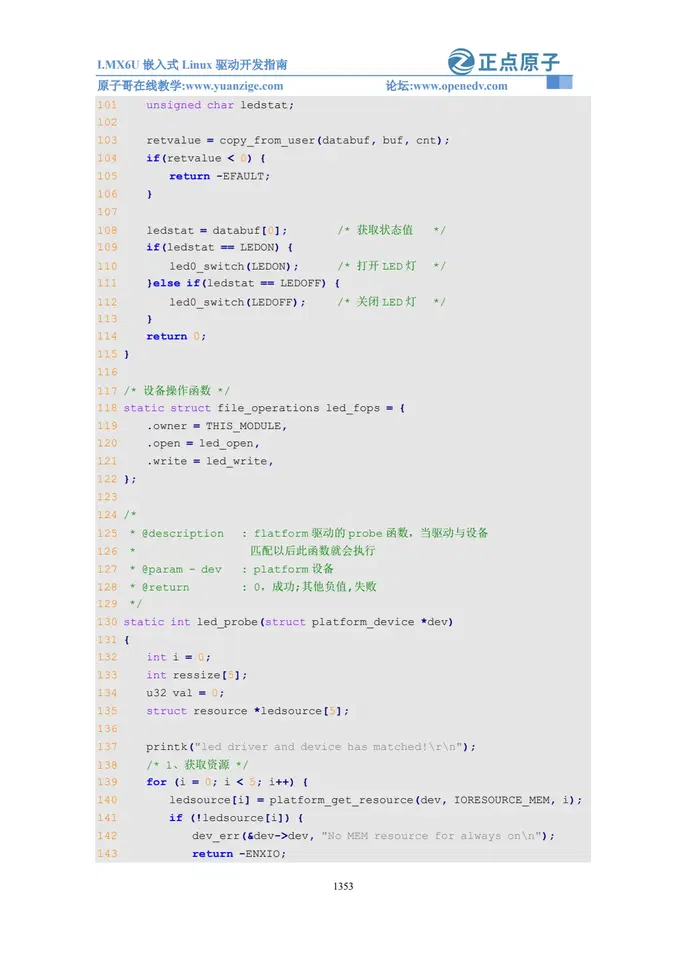 I.MX6U 嵌入式 Linux 驱动开发指南
正点原子
原子哥在线教学:www.yuanzige.com 论坛:www.openedv.com
101 unsigned char ledstat;
102
103 retvalue = copy_from_user(databuf, buf, cnt);
104 if(retvalue < 0) {
105 return -EFAULT;
106 }
107
108 ledstat = databuf[0]; /* 获取状态值 */
109 if(ledstat == LEDON) {
110 led0_switch(LEDON); /* 打开 LED 灯 */
111 }else if(ledstat == LEDOFF) {
112 led0_switch(LEDOFF); /* 关闭 LED 灯 */
113 }
114 return 0;
115 }
116
117 /* 设备操作函数 */
118 static struct file_operations led_fops = {
119 .owner = THIS_MODULE,
120 .open = led_open,
121 .write = led_write,
122 };
123
124 /*
125 * @description : flatform 驱动的 probe 函数，当驱动与设备
126 * 匹配以后此函数就会执行
127 * @param - dev : platform 设备
128 * @return : 0，成功;其他负值,失败
129 */
130 static int led_probe(struct platform_device *dev)
131 {
132 int i = 0;
133 int ressize[5];
134 u32 val = 0;
135 struct resource *ledsource[5];
136
137 printk("led driver and device has matched!\r\n");
138 /* 1、获取资源 */
139 for (i = 0; i < 5; i++) {
140 ledsource[i] = platform_get_resource(dev, IORESOURCE_MEM, i);
141 if (!ledsource[i]) {
142 dev_err(&dev->dev, "No MEM resource for always on\n");
143 return -ENXIO;
1353